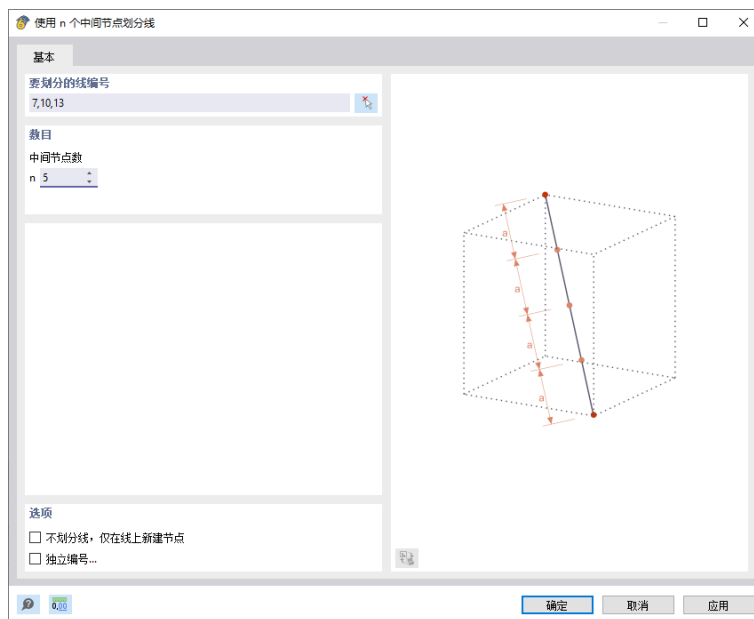 使用 n 个中间节点划分线
基本
要划分的线编号
7,10,13
数目
中间节点数
n 5
a
a
a
a
选项
不划分线，仅在线上新建节点
独立编号...
0,00
确定
取消
应用